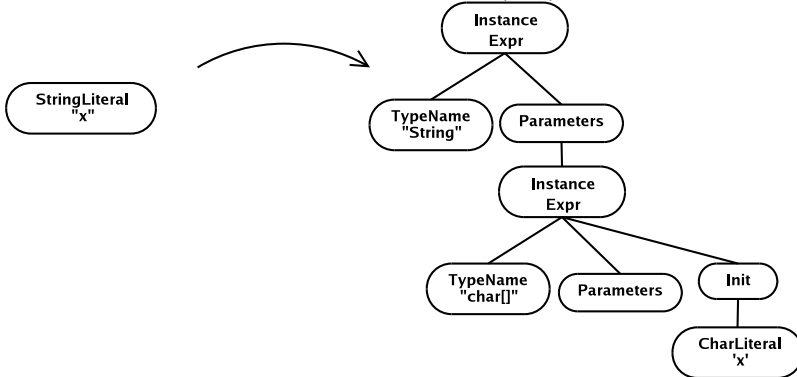 Instance
Expr
StringLiteral
"x"
TypeName
"String"
Parameters
Instance
Expr
TypeName
"char[]"
Parameters
Init
CharLiteral
'x'